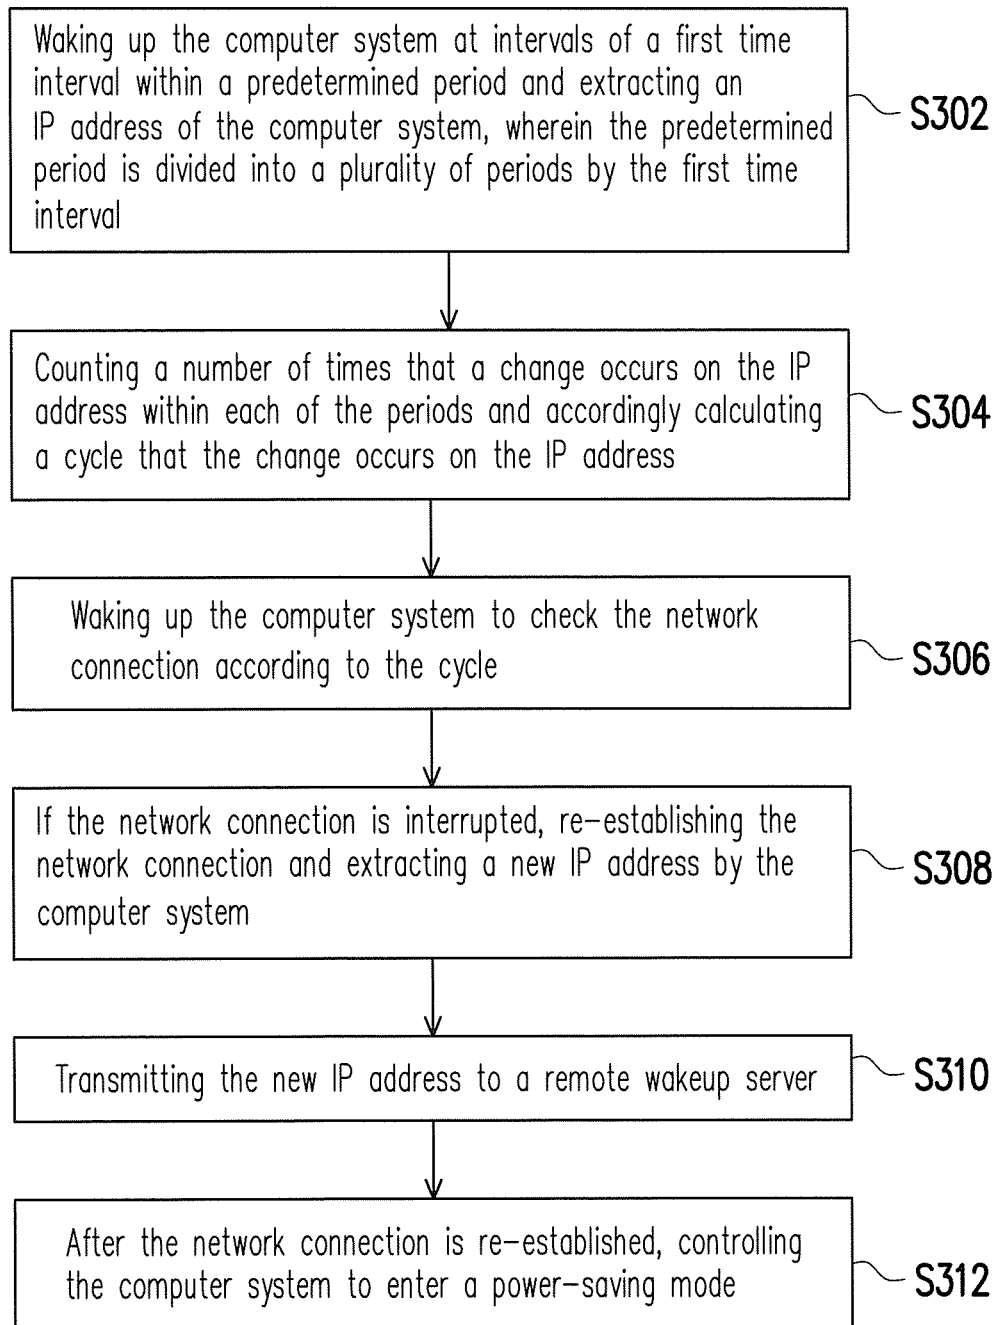 Waking up the computer system at intervals of a first time
interval within a predetermined period and extracting an
IP address of the computer system, wherein the predetermined
period is divided into a plurality of periods by the first time
interval
S302
Counting a number of times that a change occurs on the IP
address within each of the periods and accordingly calculating
a cycle that the change occurs on the IP address
S304
Waking up the computer system to check the network
connection according to the cycle
S306
If the network connection is interrupted, re-establishing the
network connection and extracting a new IP address by the
computer system
S308
Transmitting the new IP address to a remote wakeup server
S310
After the network connection is re-established, controlling
the computer system to enter a power-saving mode
S312